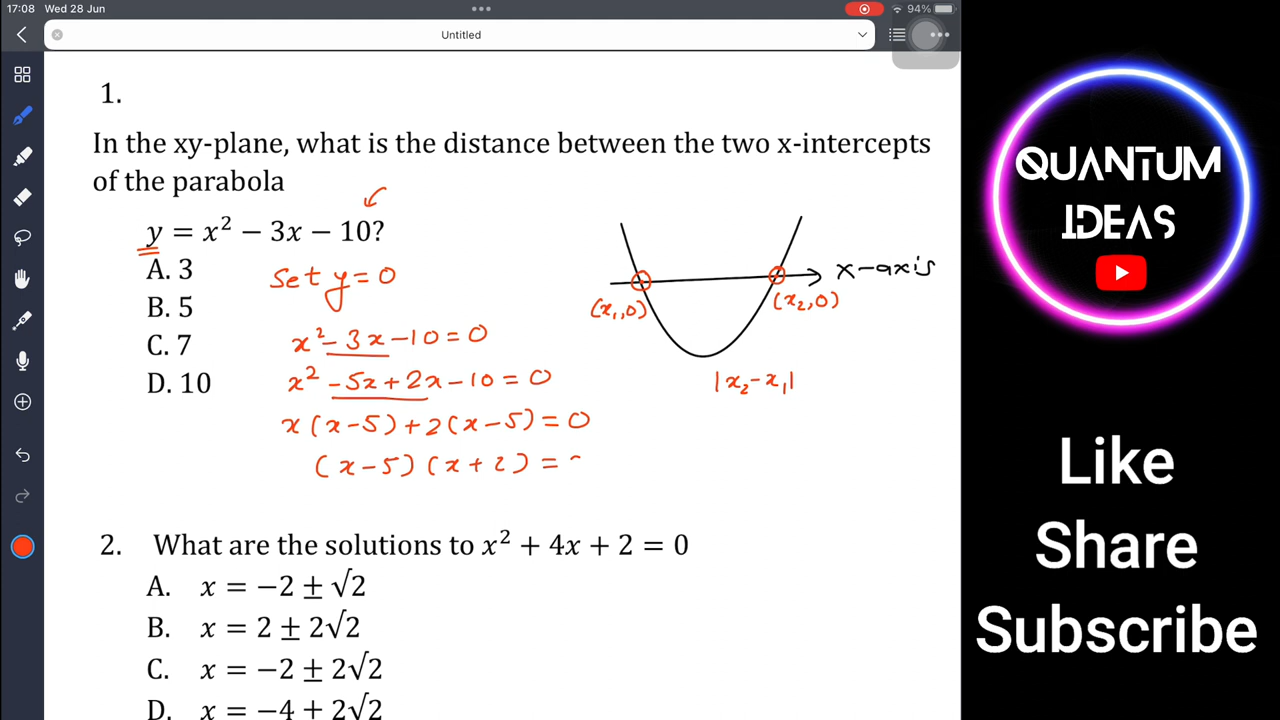 17:08 Wed 28 Jun
94%
Untitled
1.
In the xy-plane, what is the distance between the two x-intercepts
of the parabola
y = x² − 3x − 10?
A. 3
B. 5
C. 7
D. 10
Set y = 0
x² - 3x - 10 = 0
x² - 5x + 2x - 10 = 0
x(x-5) + 2(x-5) = 0
(x-5)(x+2) =
x-axis
(x₁,0)
(x₂,0)
|x₂-x₁|
2. What are the solutions to x² + 4x + 2 = 0
A. x = −2 ± √2
B. x = 2 ± 2√2
C. x = −2 ± 2√2
D. x = −4 + 2√2
QUANTUM
IDEAS
Like
Share
Subscribe